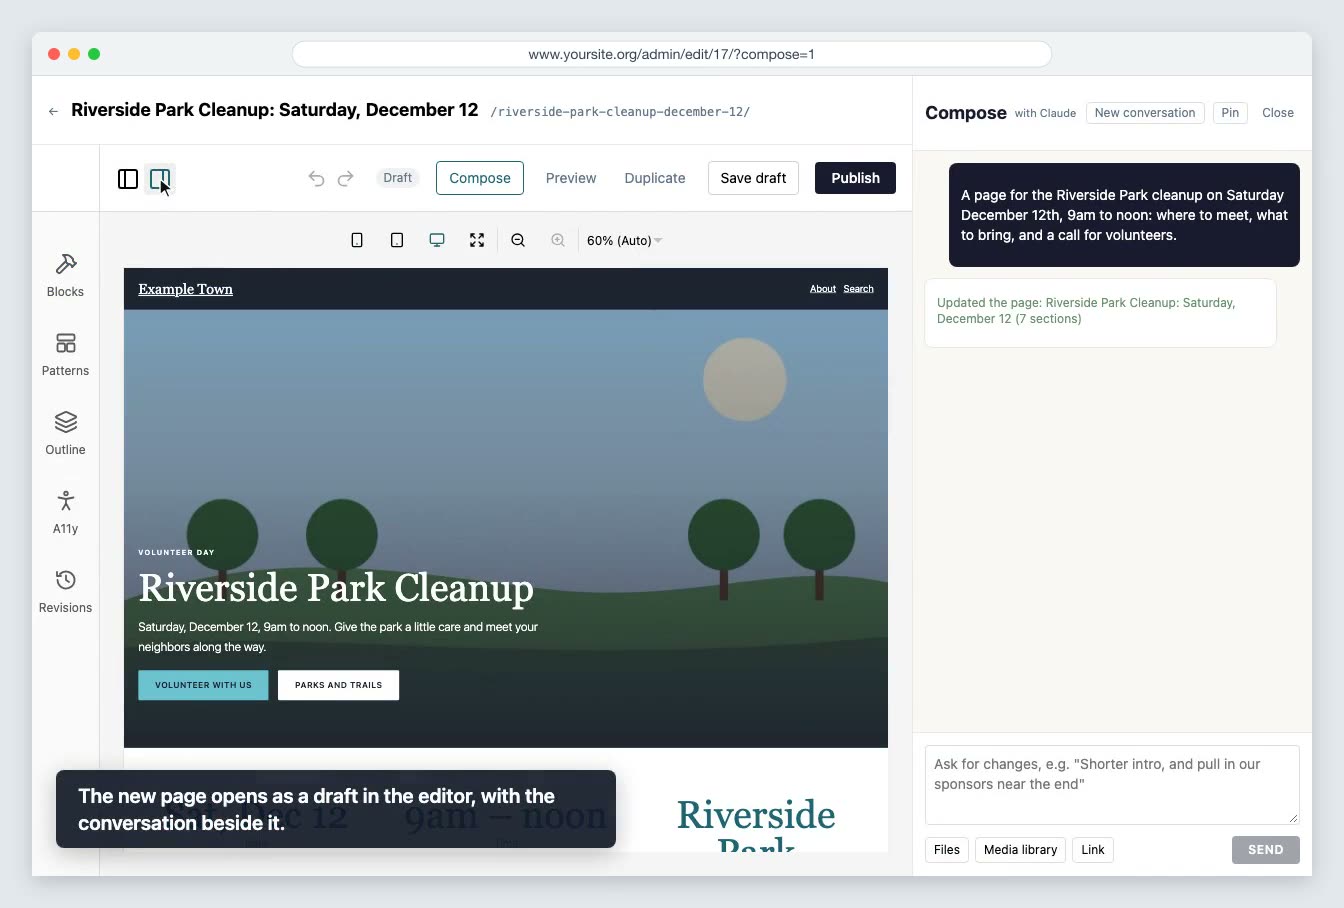 www.yoursite.org/admin/edit/17/?compose=1
Riverside Park Cleanup: Saturday, December 12 /riverside-park-cleanup-december-12/
Draft Compose Preview Duplicate Save draft Publish
60% (Auto)
Blocks
Patterns
Outline
A11y
Revisions
Example Town
About Search
VOLUNTEER DAY
Riverside Park Cleanup
Saturday, December 12, 9am to noon. Give the park a little care and meet your
neighbors along the way.
VOLUNTEER WITH US PARKS AND TRAILS
Dec 12
9am – noon
Riverside
Park
The new page opens as a draft in the editor, with the
conversation beside it.
Compose with Claude New conversation Pin Close
A page for the Riverside Park cleanup on Saturday
December 12th, 9am to noon: where to meet, what
to bring, and a call for volunteers.
Updated the page: Riverside Park Cleanup: Saturday,
December 12 (7 sections)
Ask for changes, e.g. "Shorter intro, and pull in our
sponsors near the end"
Files Media library Link SEND